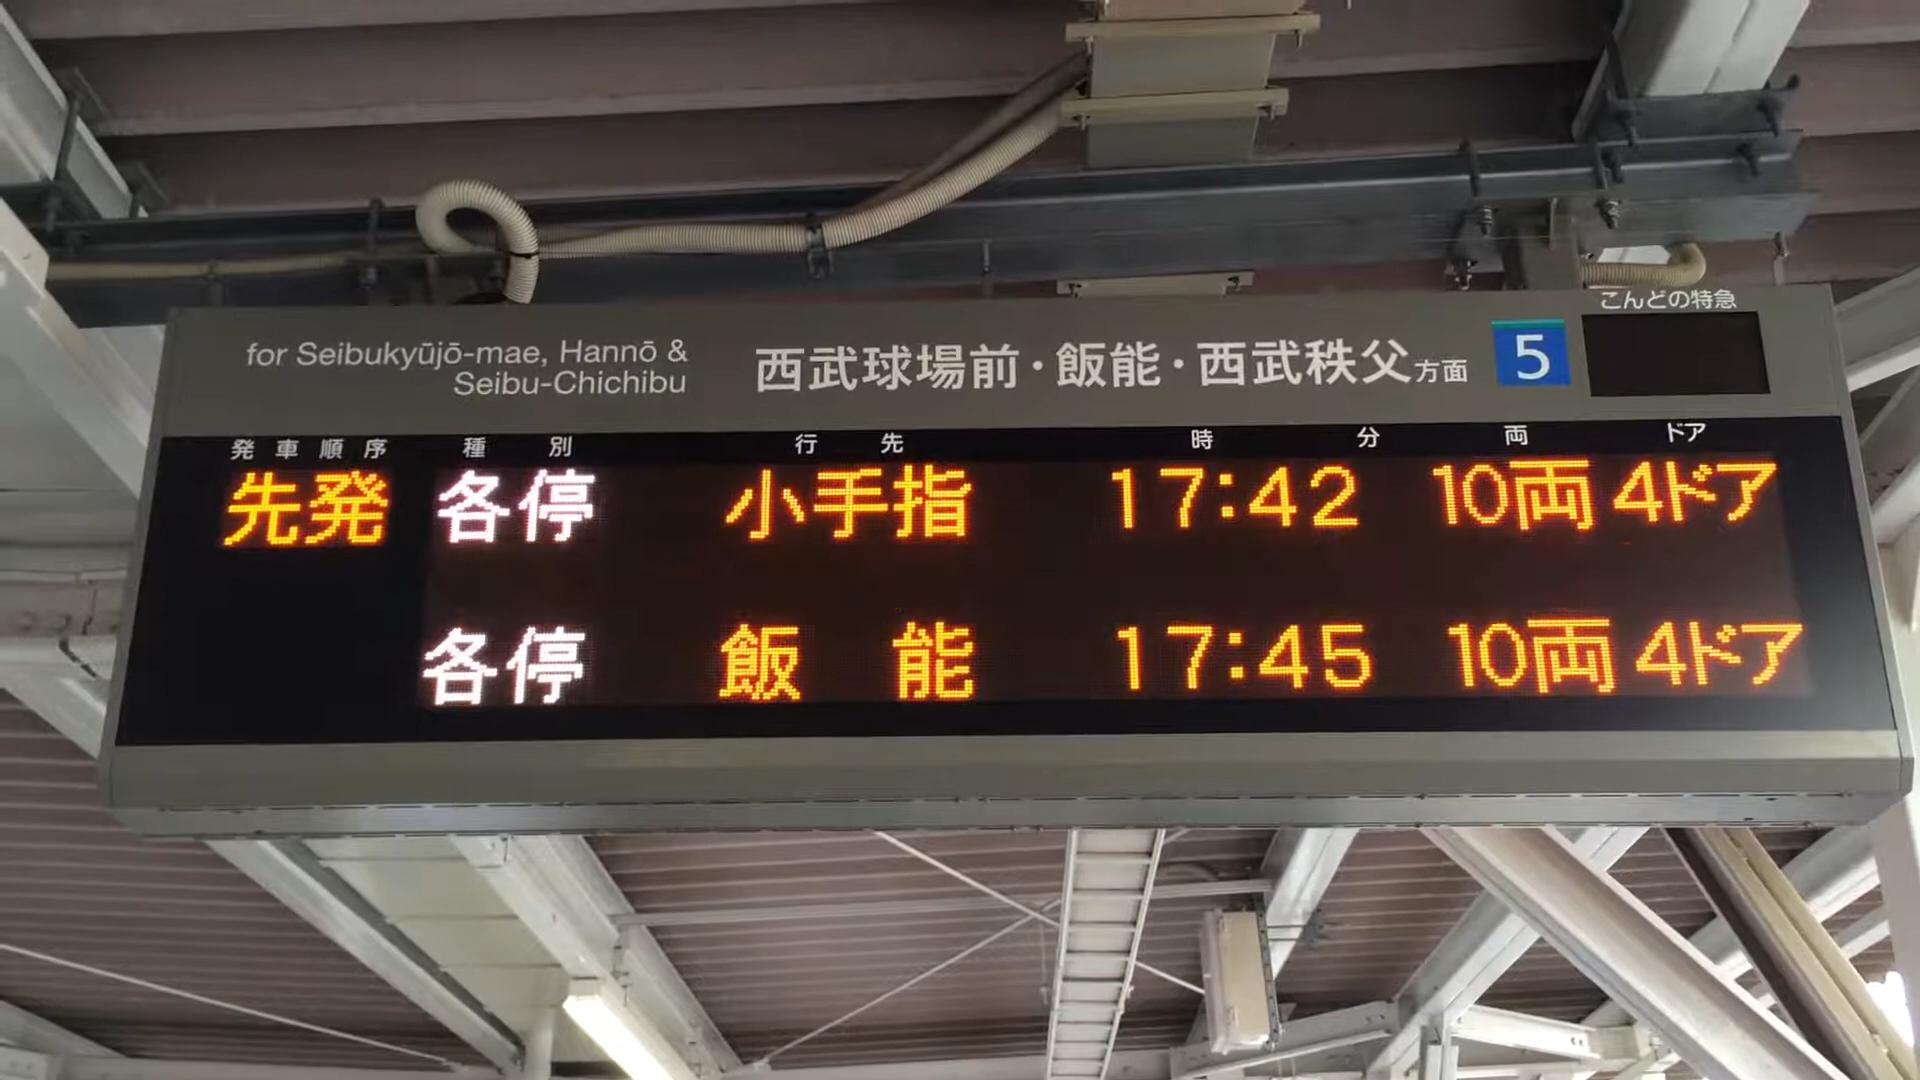 こんどの特急
for Seibukyūjō-mae, Hannō &
Seibu-Chichibu
西武球場前・飯能・西武秩父方面 5
発車順序 種別 行先 時 分 両 ドア
先発 各停 小手指 17:42 10両 4ドア
各停 飯能 17:45 10両 4ドア